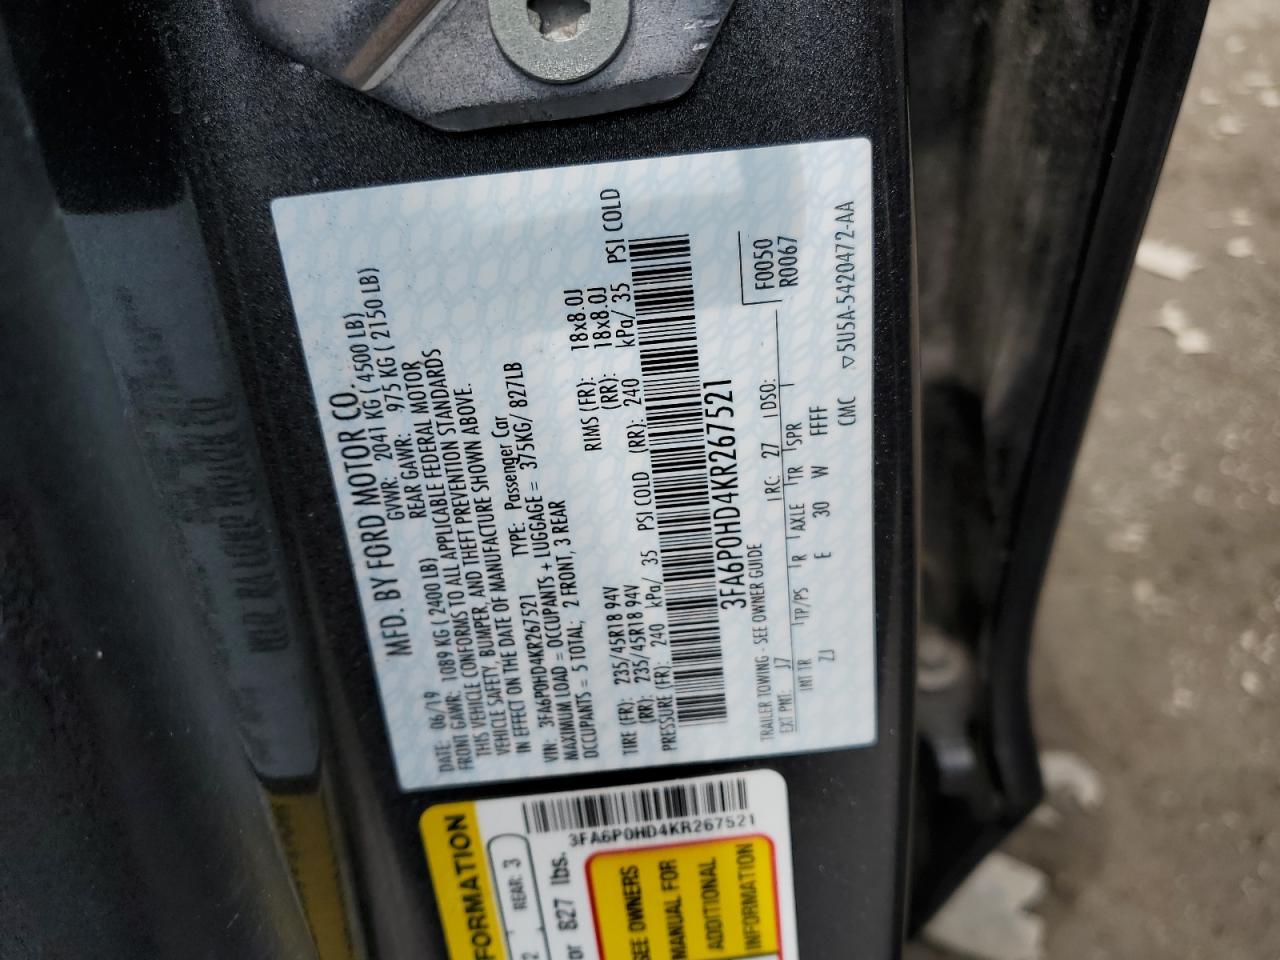 MFD. BY FORD MOTOR CO.
DATE: 06/19 GVWR: 2041 KG ( 4500 LB)
FRONT GAWR: 1089 KG ( 2400 LB) REAR GAWR: 975 KG ( 2150 LB)
THIS VEHICLE CONFORMS TO ALL APPLICABLE FEDERAL MOTOR
VEHICLE SAFETY, BUMPER, AND THEFT PREVENTION STANDARDS
IN EFFECT ON THE DATE OF MANUFACTURE SHOWN ABOVE.
VIN: 3FA6P0HD4KR267521 TYPE: Passenger Car
MAXIMUM LOAD = OCCUPANTS + LUGGAGE = 375KG/ 827LB
OCCUPANTS = 5 TOTAL, 2 FRONT, 3 REAR
TIRE (FR): 235/45R18 94V RIMS (FR): 18x8.0J
(RR): 235/45R18 94V (RR): 18x8.0J
PRESSURE (FR): 240 kPa/ 35 PSI COLD (RR): 240 kPa/ 35 PSI COLD
3FA6P0HD4KR267521
F0050
R0067
TRAILER TOWING - SEE OWNER GUIDE
EXT PNT: J7 RC: 27 DSO:
INT TR TP/PS R AXLE TR SPR
ZJ E 30 W FFFF
CMC ▽5U5A-5420472-AA
3FA6P0HD4KR267521
FORMATION
2 REAR: 3
or 827 lbs.
SEE OWNERS
MANUAL FOR
ADDITIONAL
INFORMATION